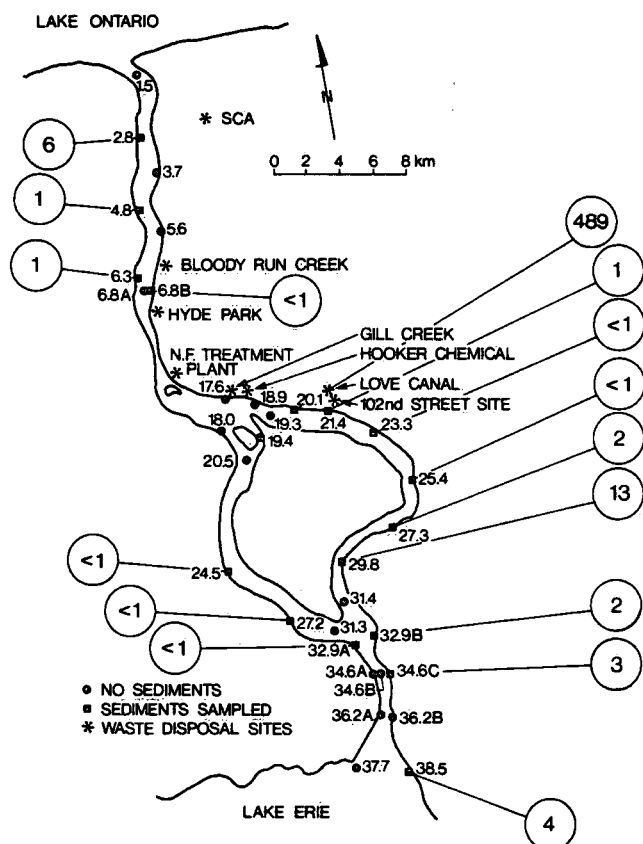 LAKE ONTARIO
1.5
N
* SCA
6
2.8
0 2 4 6 8 km
3.7
1
4.8
489
5.6
1
* BLOODY RUN CREEK
1
6.3
6.8A
6.8B
<1
<1
* HYDE PARK
GILL CREEK
N.F. TREATMENT
HOOKER CHEMICAL
* PLANT
LOVE CANAL
<1
17.6
18.9
20.1
102nd STREET SITE
19.3
21.4
23.3
18.0
19.4
2
20.5
25.4
13
27.3
<1
24.5
29.8
31.4
<1
27.2
31.3
32.9B
2
<1
32.9A
34.6A
34.6C
3
34.6B
NO SEDIMENTS
SEDIMENTS SAMPLED
* WASTE DISPOSAL SITES
36.2A
36.2B
37.7
38.5
LAKE ERIE
4